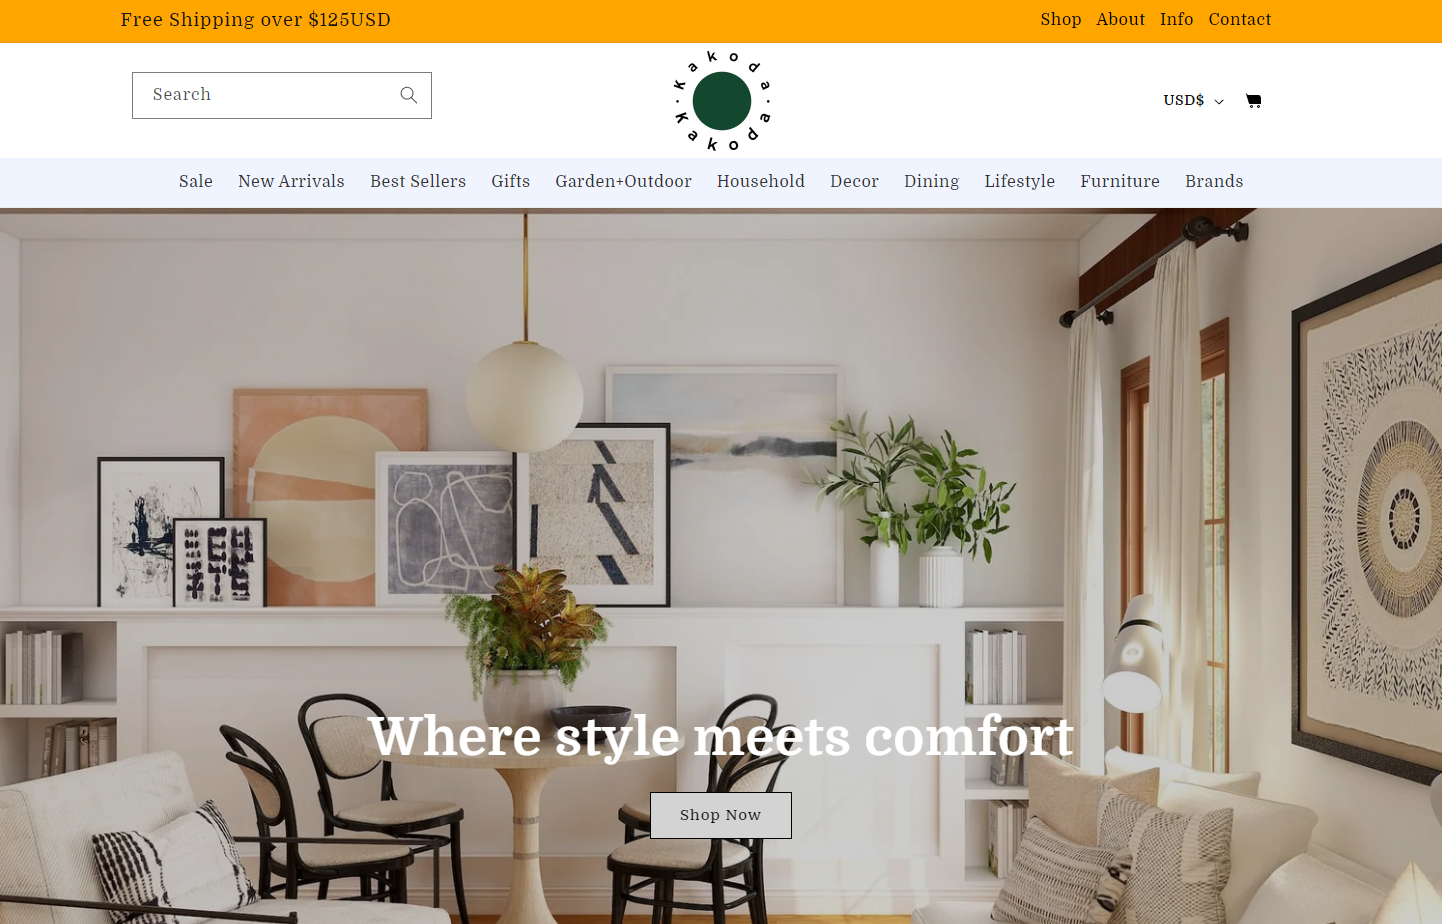 Free Shipping over $125USD
Shop About Info Contact
Search
kakoda · kakoda ·
USD$
Sale New Arrivals Best Sellers Gifts Garden+Outdoor Household Decor Dining Lifestyle Furniture Brands
Where style meets comfort
Shop Now